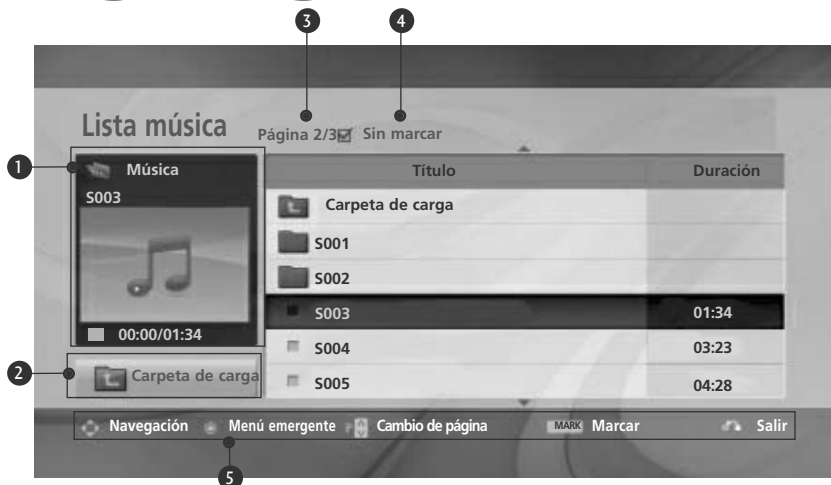 3 4
Lista música Página 2/3 Sin marcar
1 Música Título Duración
S003
Carpeta de carga
S001
S002
S003 01:34
00:00/01:34
S004 03:23
2 Carpeta de carga
S005 04:28
Navegación Menú emergente P Cambio de página MARK Marcar Salir
5